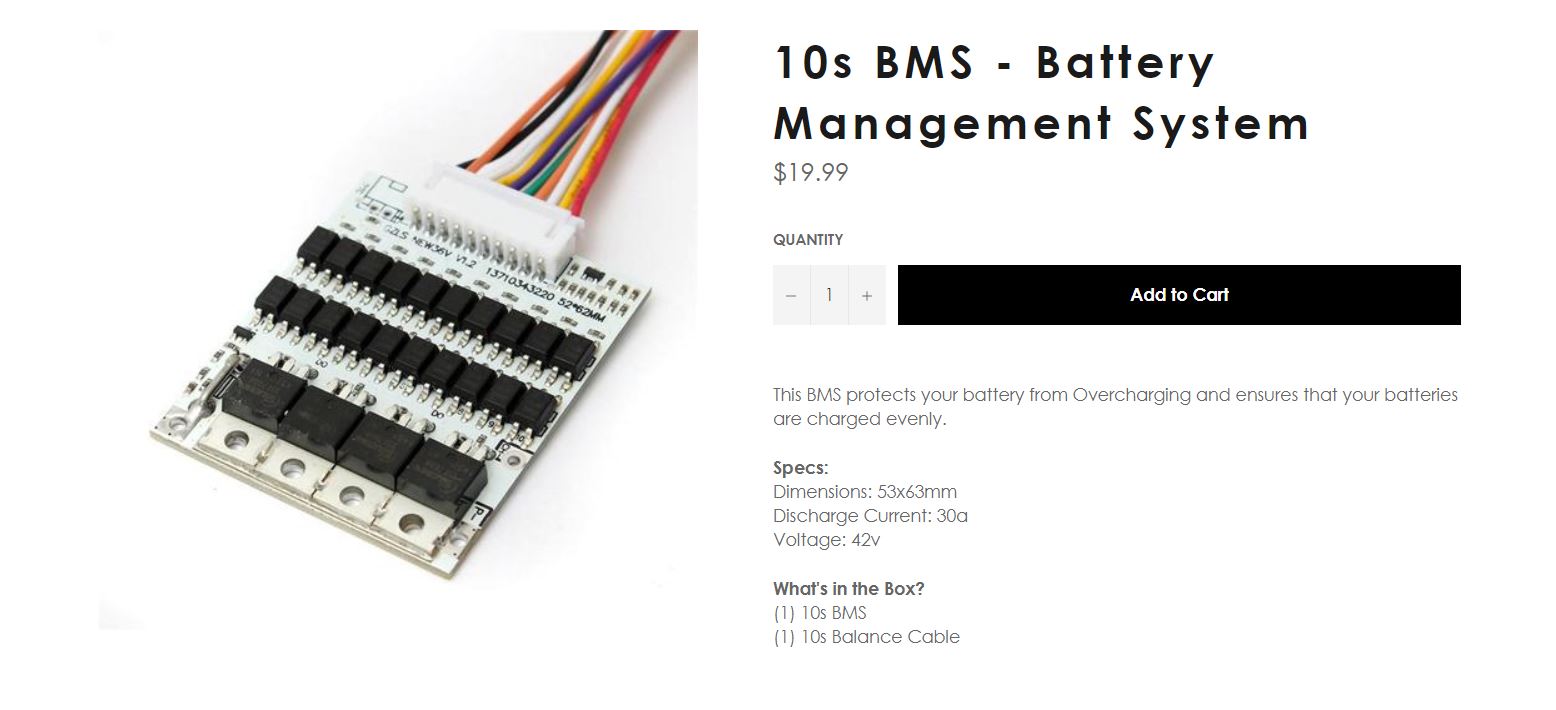 10s BMS - Battery
Management System
$19.99
QUANTITY
− 1 +
Add to Cart
This BMS protects your battery from Overcharging and ensures that your batteries
are charged evenly.
Specs:
Dimensions: 53x63mm
Discharge Current: 30a
Voltage: 42v
What's in the Box?
(1) 10s BMS
(1) 10s Balance Cable
GZLS NEW36V V1.2 13710343220 52*62MM